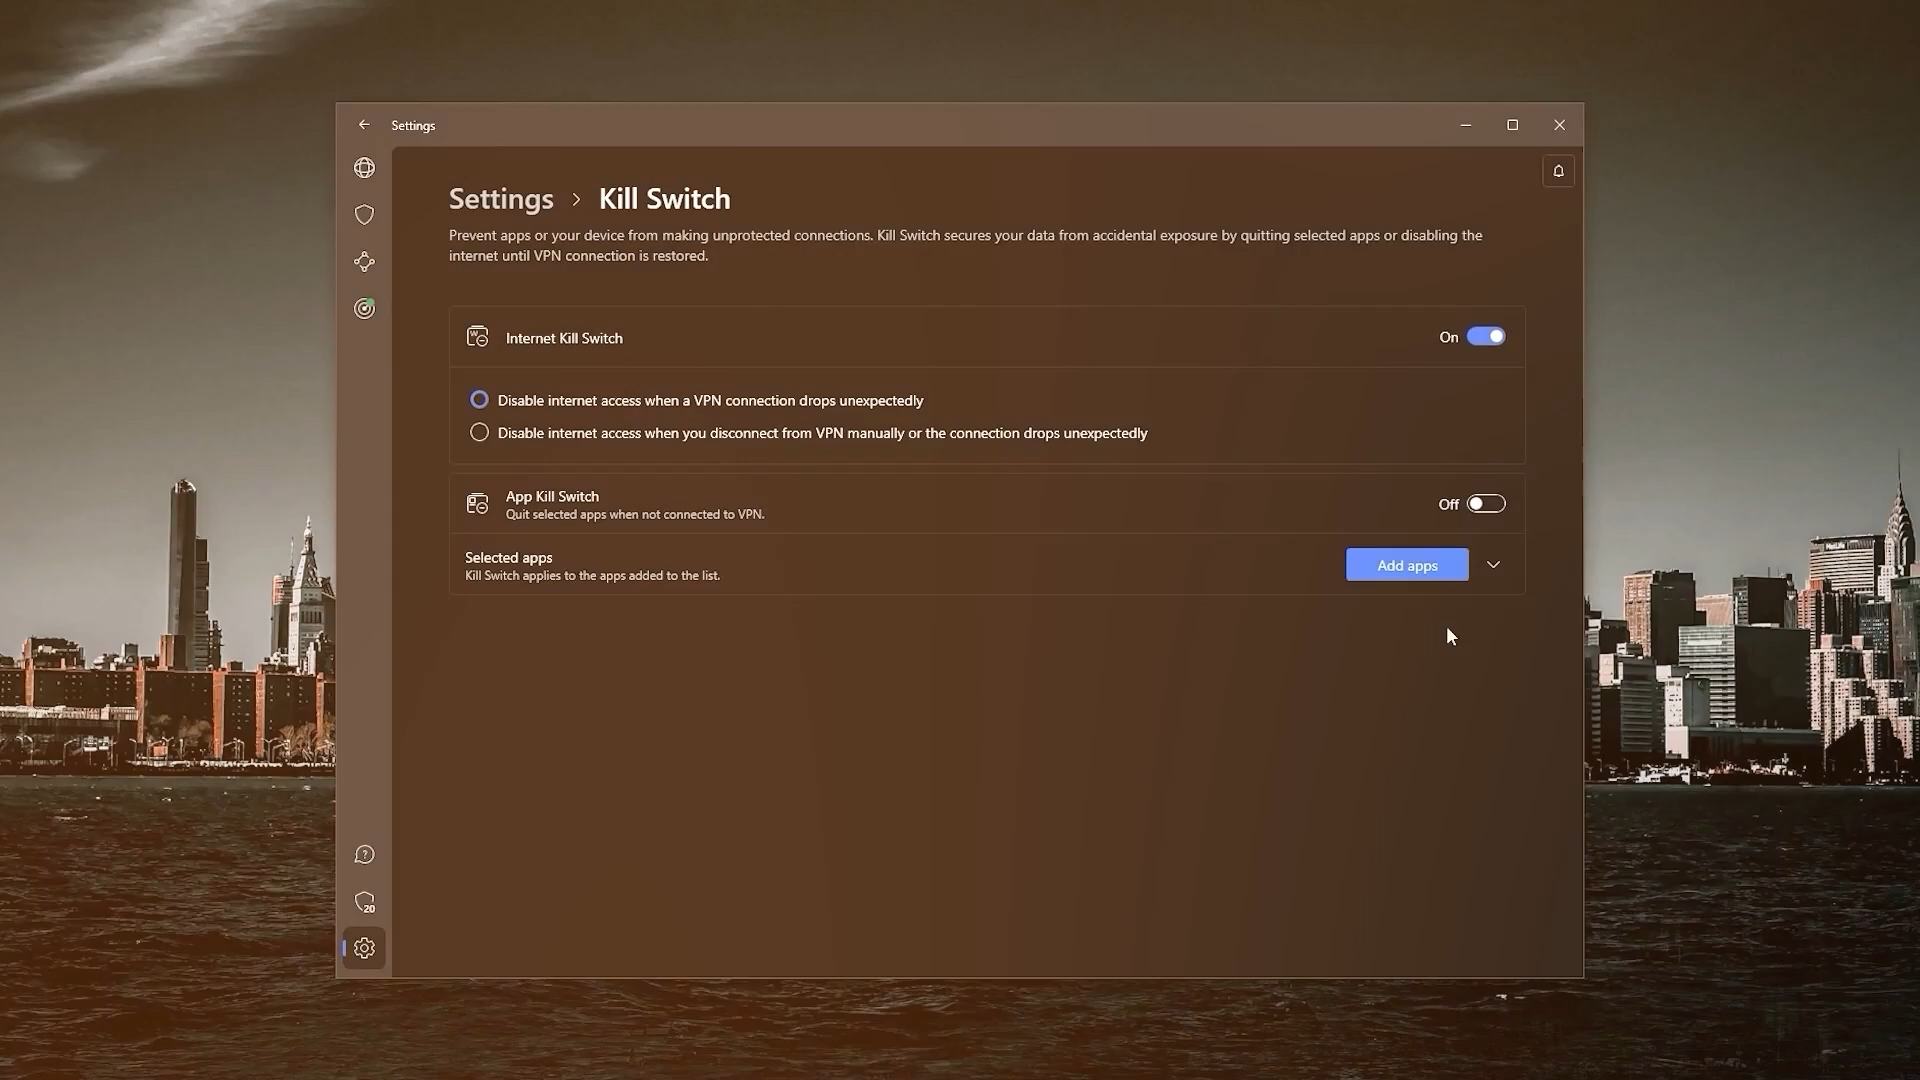 Settings
Settings > Kill Switch
Prevent apps or your device from making unprotected connections. Kill Switch secures your data from accidental exposure by quitting selected apps or disabling the
internet until VPN connection is restored.
Internet Kill Switch
On
Disable internet access when a VPN connection drops unexpectedly
Disable internet access when you disconnect from VPN manually or the connection drops unexpectedly
App Kill Switch
Quit selected apps when not connected to VPN.
Off
Selected apps
Kill Switch applies to the apps added to the list.
Add apps
20
MetLife